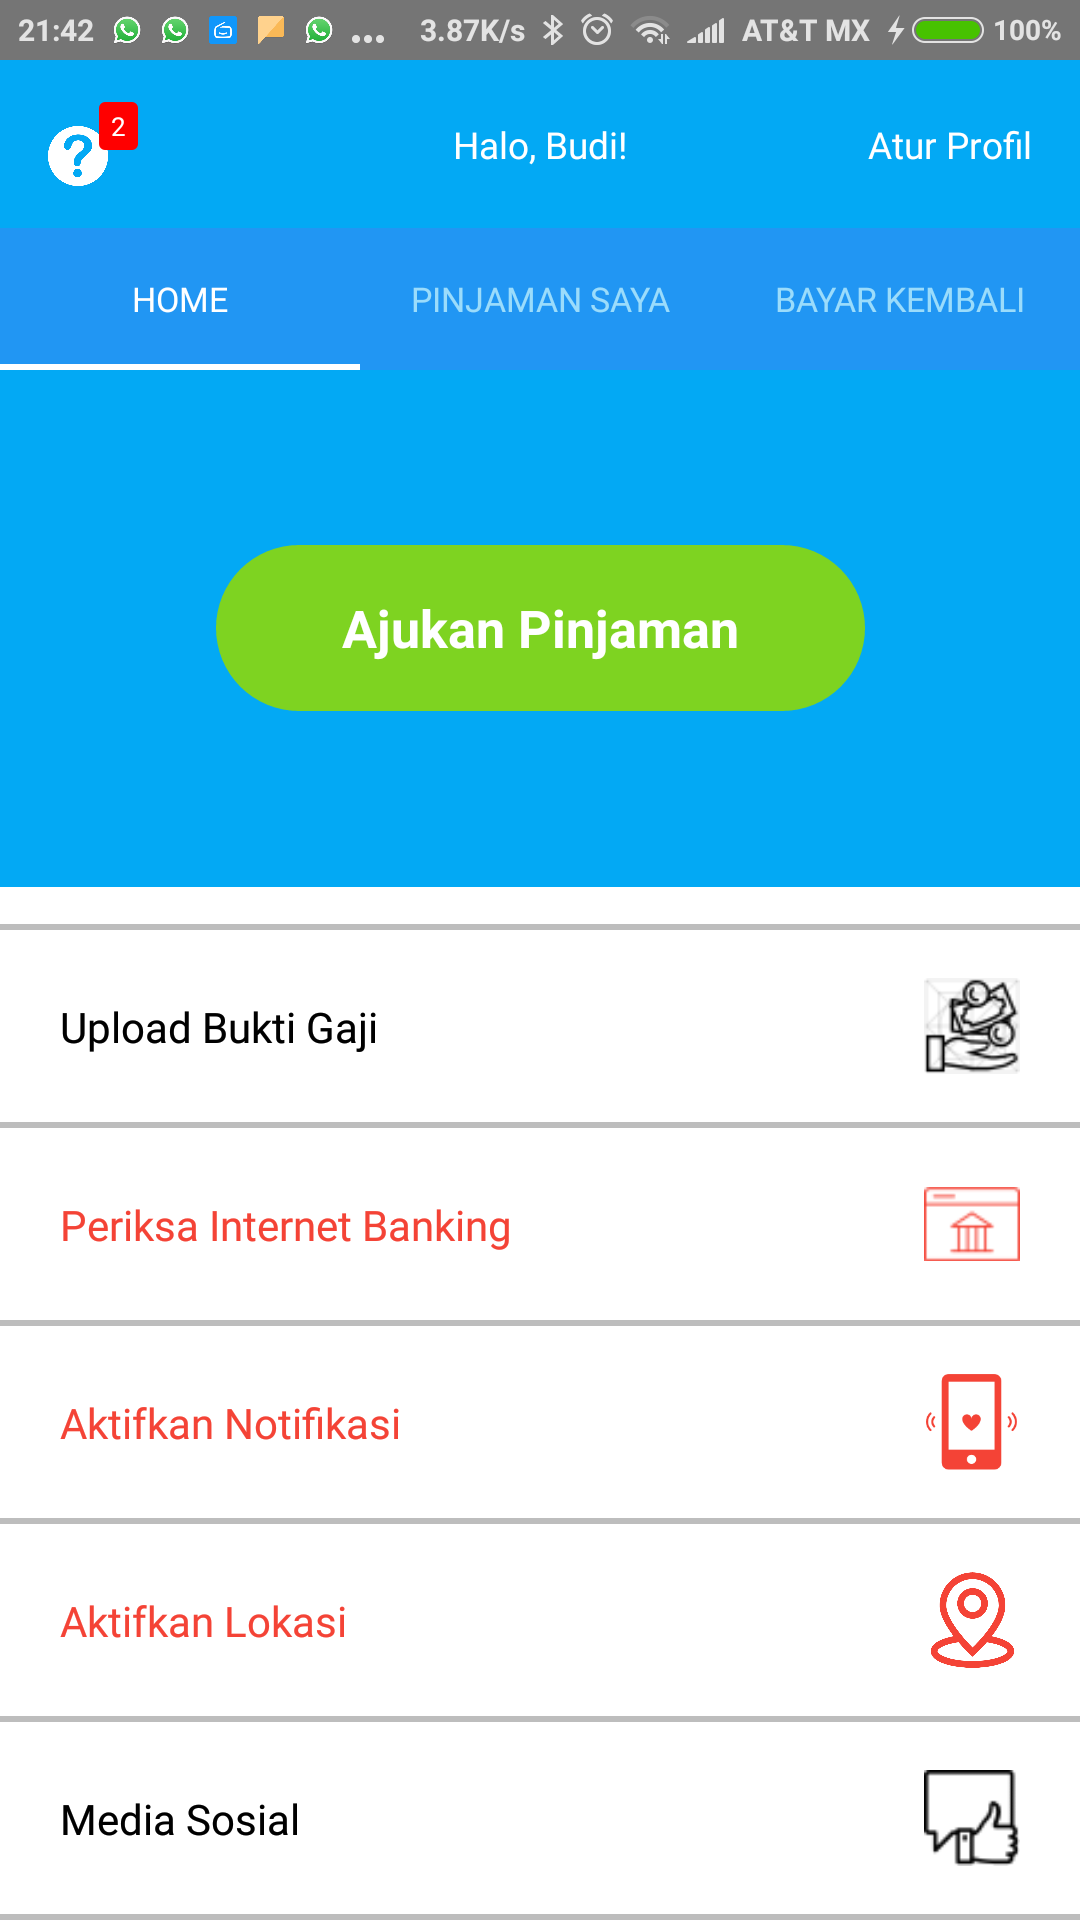 21:42 ... 3.87K/s AT&T MX 100%
2
Halo, Budi!
Atur Profil
HOME
PINJAMAN SAYA
BAYAR KEMBALI
Ajukan Pinjaman
Upload Bukti Gaji
Periksa Internet Banking
Aktifkan Notifikasi
Aktifkan Lokasi
Media Sosial